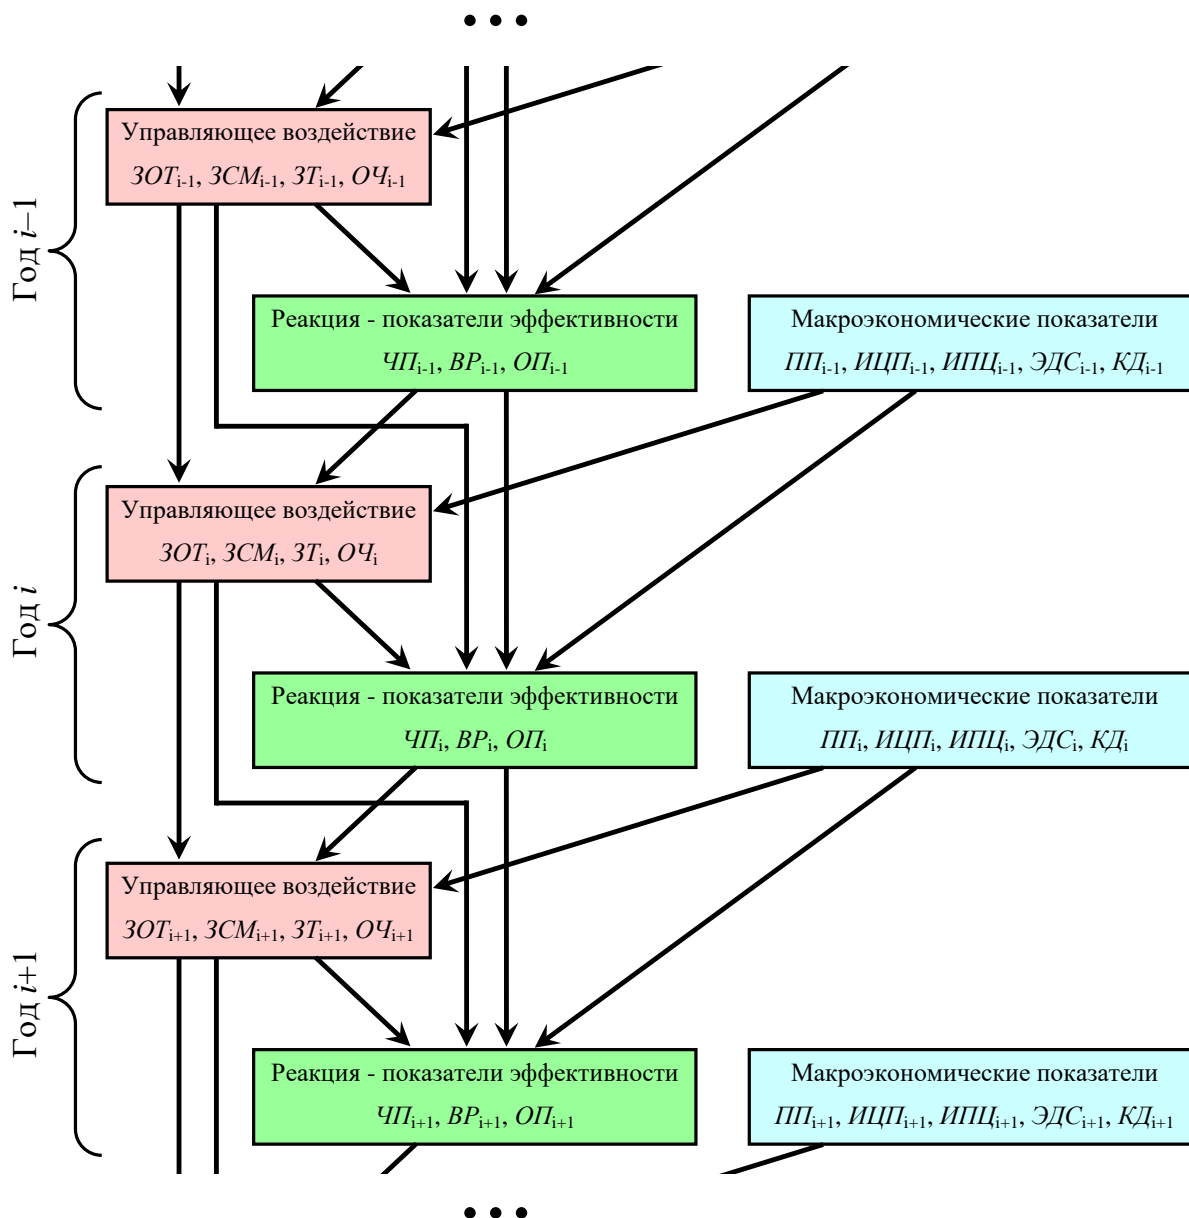 • • •
Год i–1
Управляющее воздействие
ЗОТi-1, ЗСМi-1, ЗТi-1, ОЧi-1
Реакция - показатели эффективности
ЧПi-1, ВРi-1, ОПi-1
Макроэкономические показатели
ППi-1, ИЦПi-1, ИПЦi-1, ЭДСi-1, КДi-1
Год i
Управляющее воздействие
ЗОТi, ЗСМi, ЗТi, ОЧi
Реакция - показатели эффективности
ЧПi, ВРi, ОПi
Макроэкономические показатели
ППi, ИЦПi, ИПЦi, ЭДСi, КДi
Год i+1
Управляющее воздействие
ЗОТi+1, ЗСМi+1, ЗТi+1, ОЧi+1
Реакция - показатели эффективности
ЧПi+1, ВРi+1, ОПi+1
Макроэкономические показатели
ППi+1, ИЦПi+1, ИПЦi+1, ЭДСi+1, КДi+1
• • •